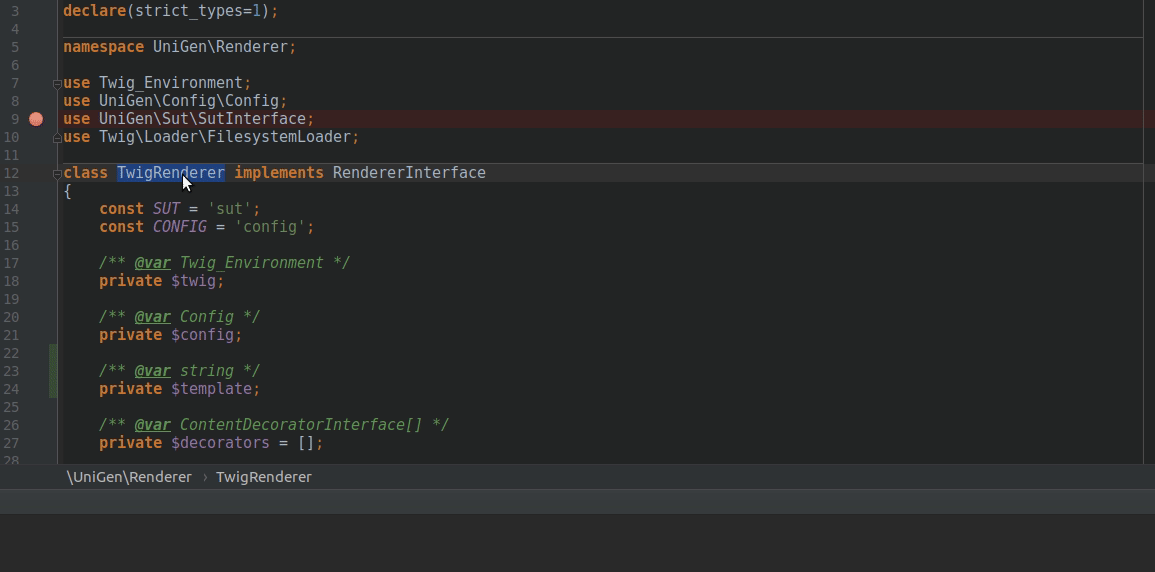 3 declare(strict_types=1);
4
5 namespace UniGen\Renderer;
6
7 use Twig_Environment;
8 use UniGen\Config\Config;
9 use UniGen\Sut\SutInterface;
10 use Twig\Loader\FilesystemLoader;
11
12 class TwigRenderer implements RendererInterface
13 {
14     const SUT = 'sut';
15     const CONFIG = 'config';
16
17     /** @var Twig_Environment */
18     private $twig;
19
20     /** @var Config */
21     private $config;
22
23     /** @var string */
24     private $template;
25
26     /** @var ContentDecoratorInterface[] */
27     private $decorators = [];
28
\UniGen\Renderer › TwigRenderer